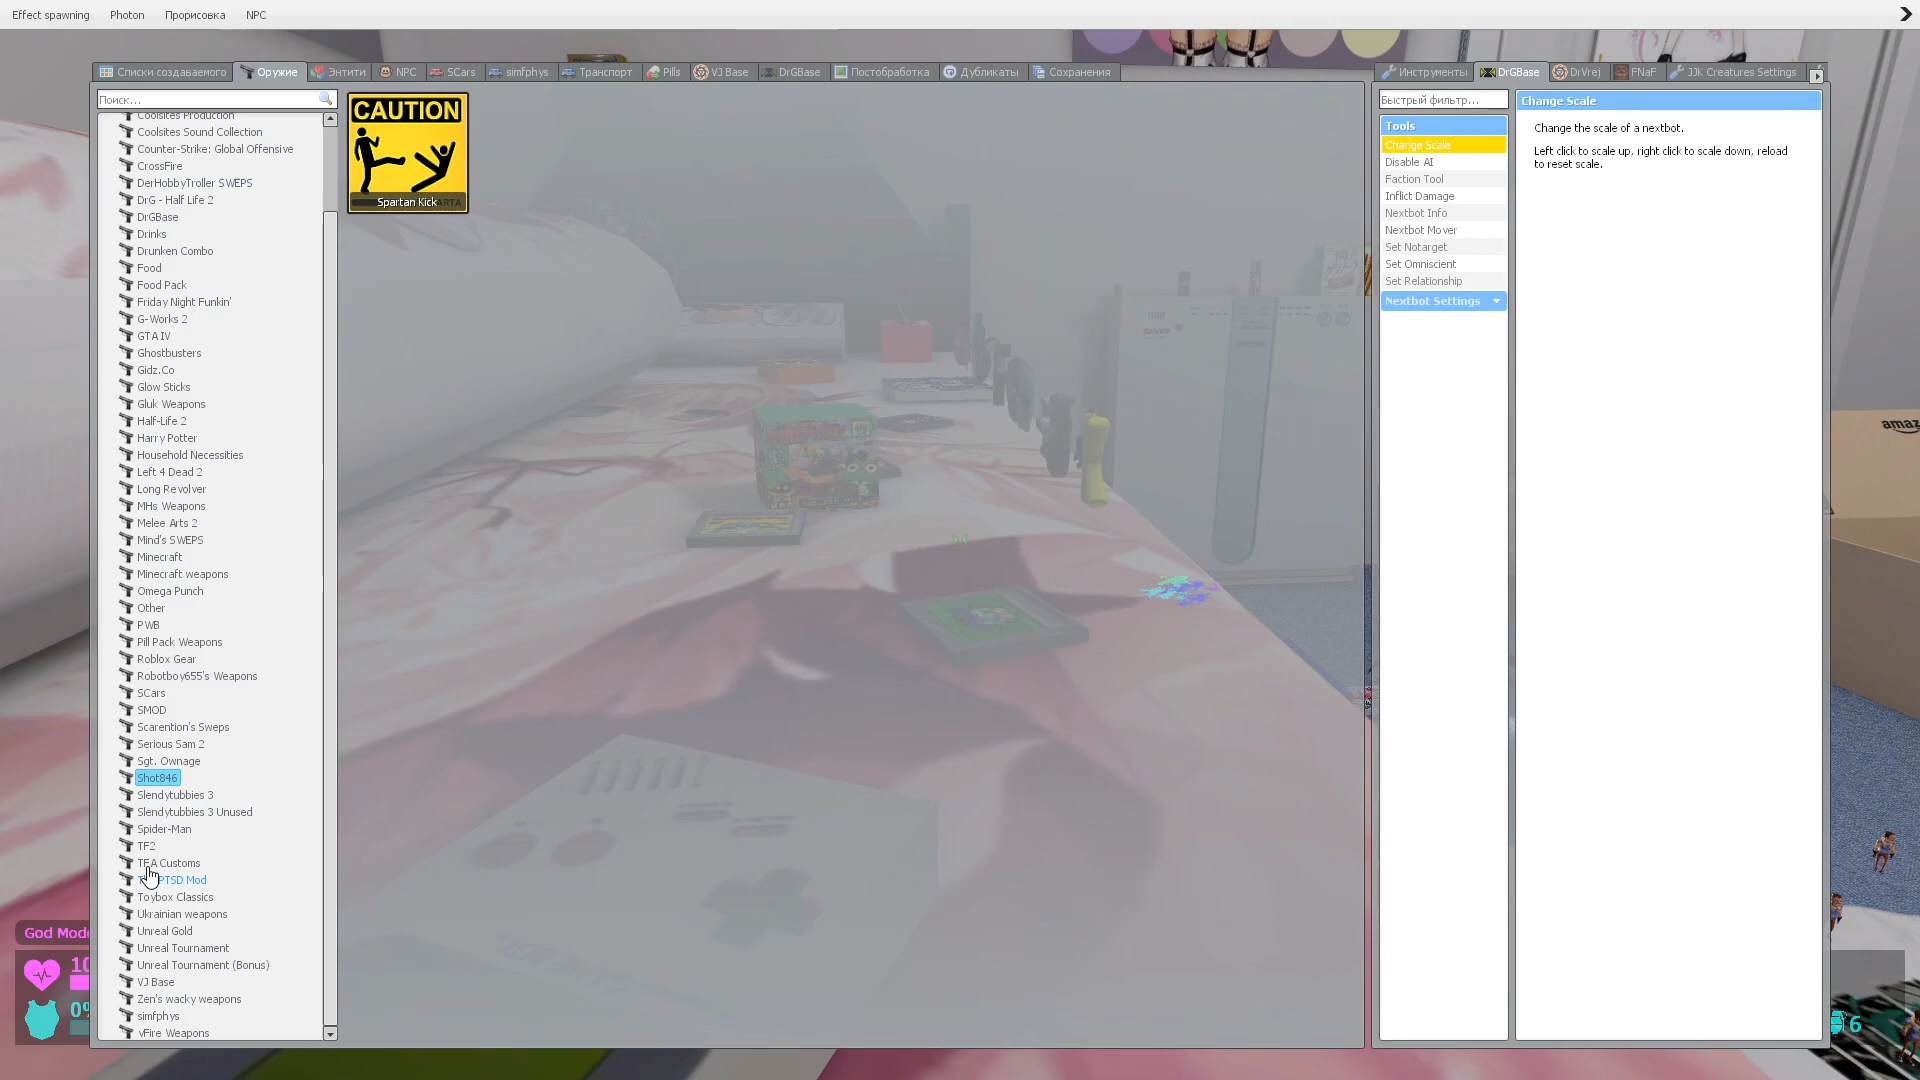 Effect spawning Photon Прорисовка NPC
Списки создаваемого Оружие Энтити NPC SCars simfphys Транспорт Pills VJ Base DrGBase Постобработка Дубликаты Сохранения
Инструменты DrGBase DrVrej FNaF JJK Creatures Settings
Поиск...
Coolsites Production
Coolsites Sound Collection
Counter-Strike: Global Offensive
CrossFire
DerHobbyTroller SWEPS
DrG - Half Life 2
DrGBase
Drinks
Drunken Combo
Food
Food Pack
Friday Night Funkin'
G-Works 2
GTA IV
Ghostbusters
Gidz.Co
Glow Sticks
Gluk Weapons
Half-Life 2
Harry Potter
Household Necessities
Left 4 Dead 2
Long Revolver
MHs Weapons
Melee Arts 2
Mind's SWEPS
Minecraft
Minecraft weapons
Omega Punch
Other
PWB
Pill Pack Weapons
Roblox Gear
Robotboy655's Weapons
SCars
SMOD
Scarention's Sweps
Serious Sam 2
Sgt. Ownage
Shot846
Slendytubbies 3
Slendytubbies 3 Unused
Spider-Man
TF2
TFA Customs
PTSD Mod
Toybox Classics
Ukrainian weapons
Unreal Gold
Unreal Tournament
Unreal Tournament (Bonus)
VJ Base
Zen's wacky weapons
simfphys
vFire Weapons
CAUTION
Spartan Kick
Быстрый фильтр...
Tools
Change Scale
Disable AI
Faction Tool
Inflict Damage
Nextbot Info
Nextbot Mover
Set Notarget
Set Omniscient
Set Relationship
Nextbot Settings
Change Scale
Change the scale of a nextbot.
Left click to scale up, right click to scale down, reload
to reset scale.
God Mode
10
0%
6